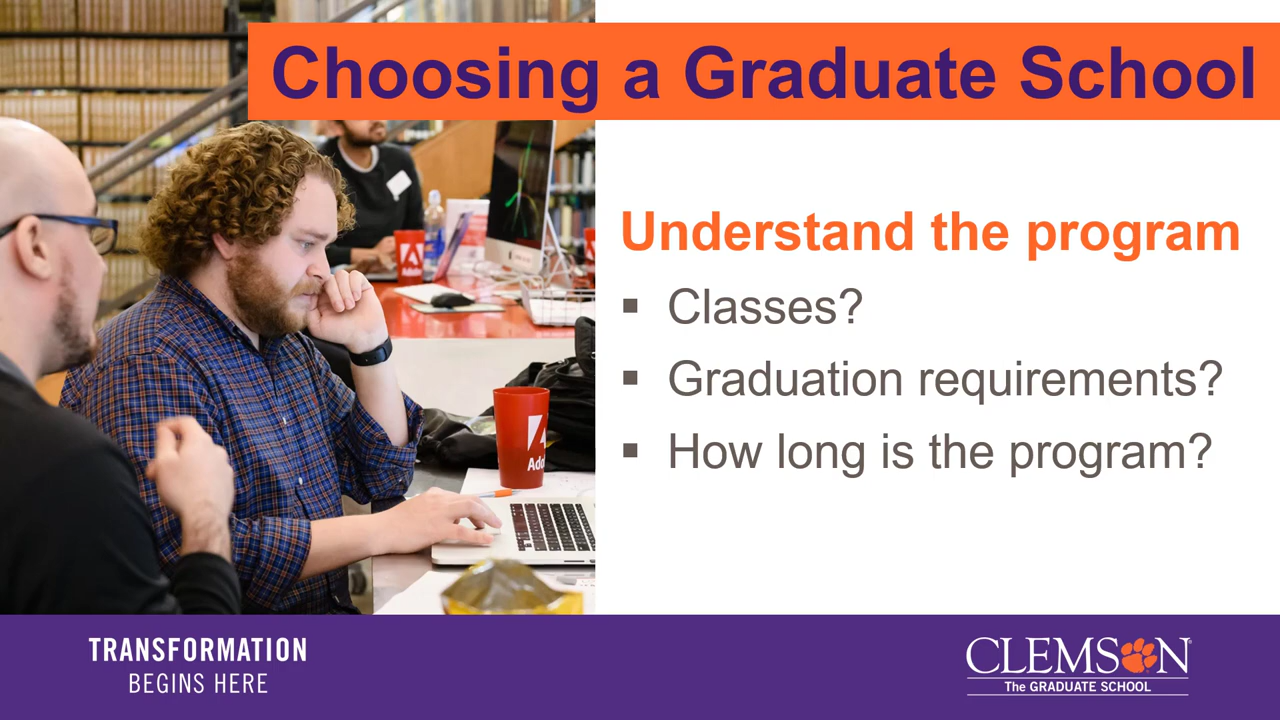 Choosing a Graduate School
Understand the program
▪ Classes?
▪ Graduation requirements?
▪ How long is the program?
Adobe
TRANSFORMATION
BEGINS HERE
CLEMSON®
The GRADUATE SCHOOL